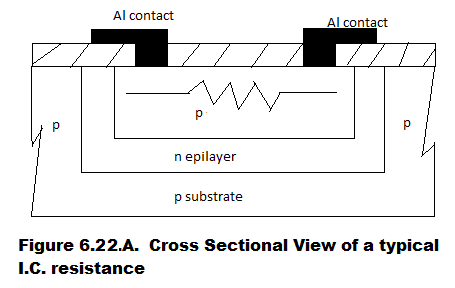 Al contact
Al contact
p
p
p
n epilayer
p substrate
Figure 6.22.A. Cross Sectional View of a typical
I.C. resistance